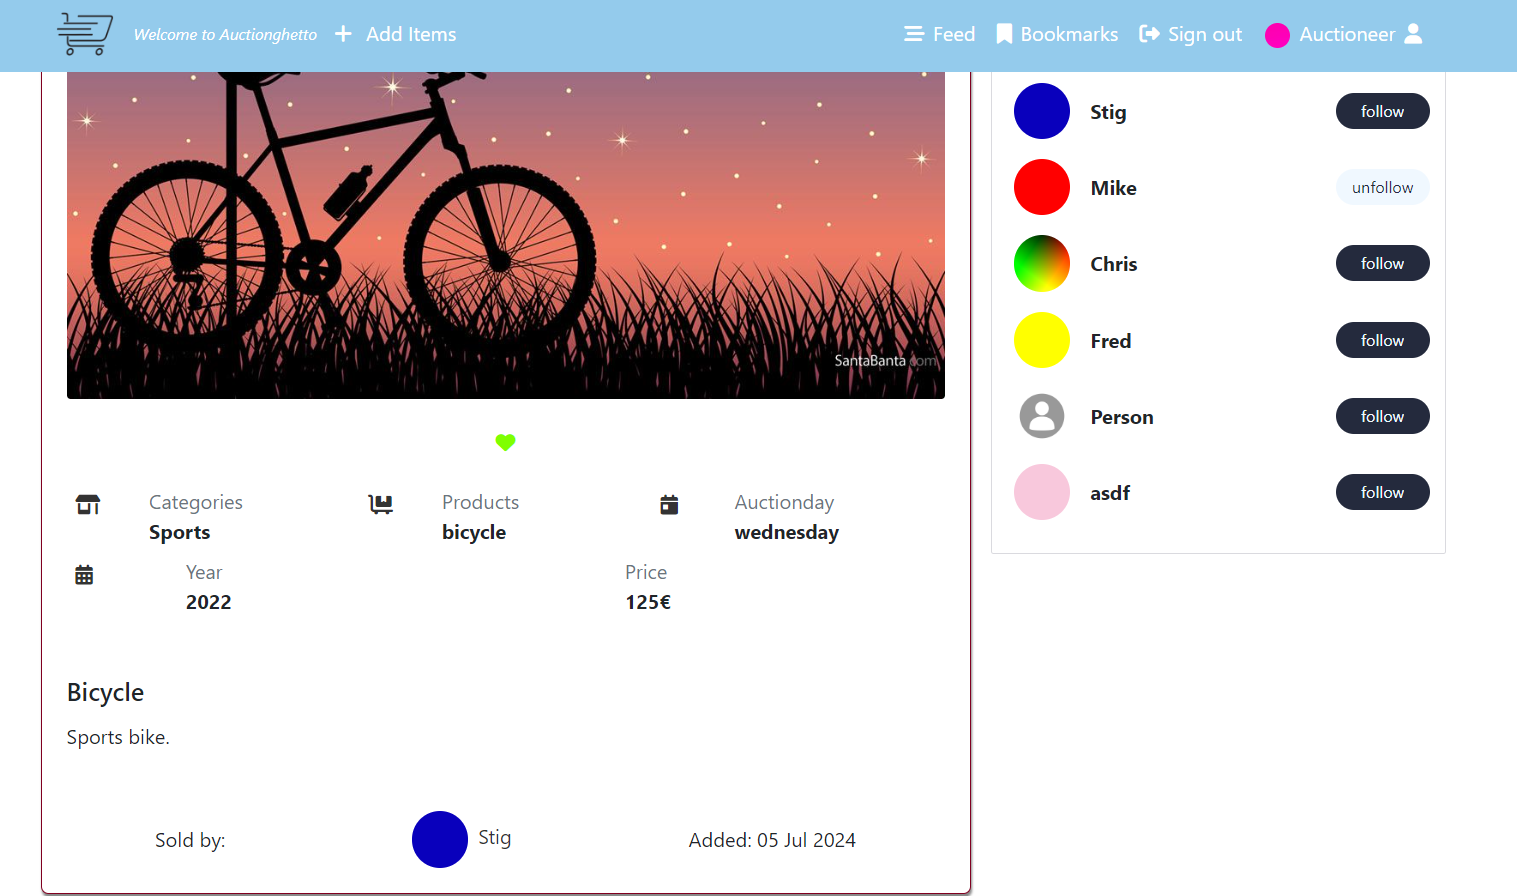 Welcome to Auctionghetto
Add Items
Feed
Bookmarks
Sign out
Auctioneer
SantaBanta.com
Categories
Sports
Products
bicycle
Auctionday
wednesday
Year
2022
Price
125€
Bicycle
Sports bike.
Sold by:
Stig
Added: 05 Jul 2024
Stig
follow
Mike
unfollow
Chris
follow
Fred
follow
Person
follow
asdf
follow